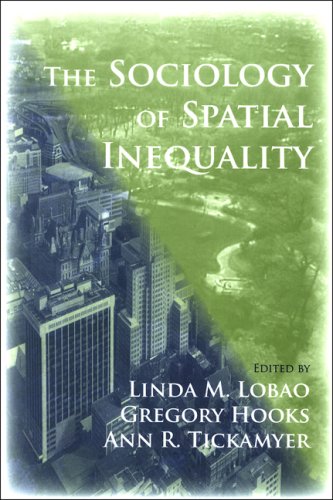 THE SOCIOLOGY
OF SPATIAL
INEQUALITY
EDITED BY
LINDA M. LOBAO
GREGORY HOOKS
ANN R. TICKAMYER